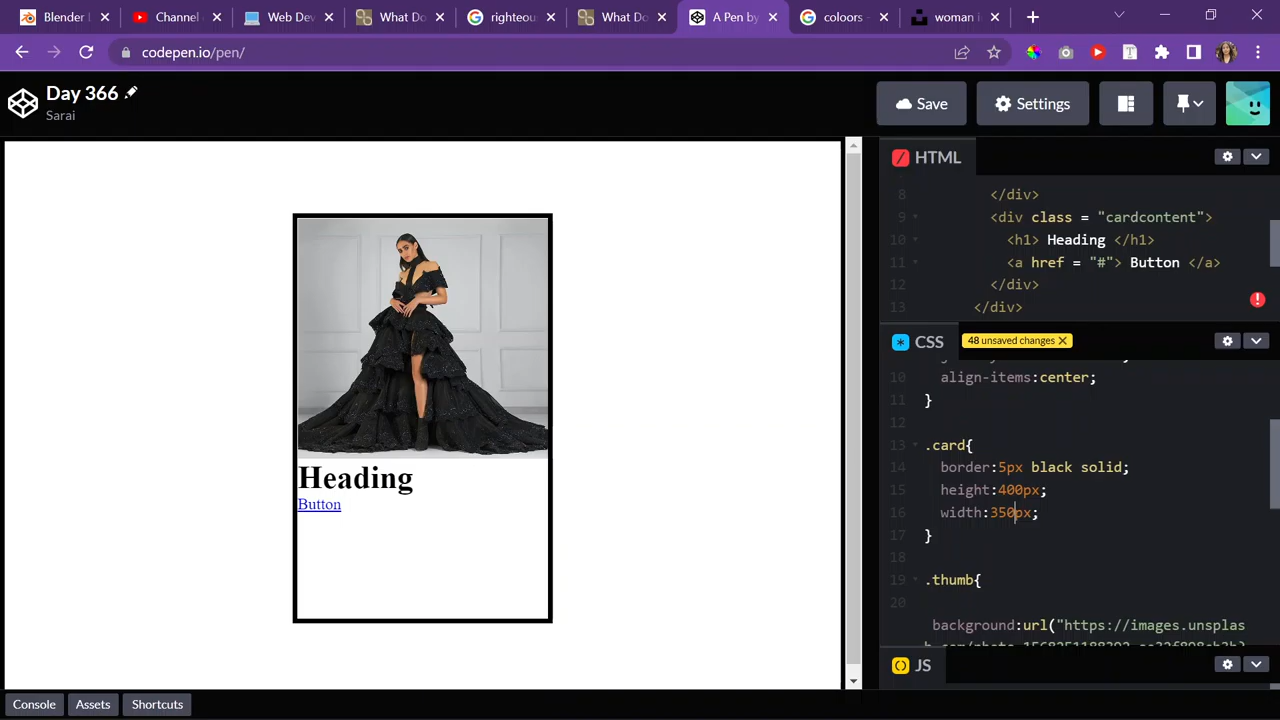 Blender
Channel
Web Dev
What Do
righteou
What Do
A Pen by
coloors -
woman i
codepen.io/pen/
Day 366
Sarai
Save
Settings
Heading
Button
HTML
8 </div>
9 <div class = "cardcontent">
10 <h1> Heading </h1>
11 <a href = "#"> Button </a>
12 </div>
13 </div>
CSS
48 unsaved changes X
10 align-items:center;
11 }
12
13 .card{
14 border:5px black solid;
15 height:400px;
16 width:350px;
17 }
18
19 .thumb{
20
background:url("https://images.unsplas
JS
Console
Assets
Shortcuts